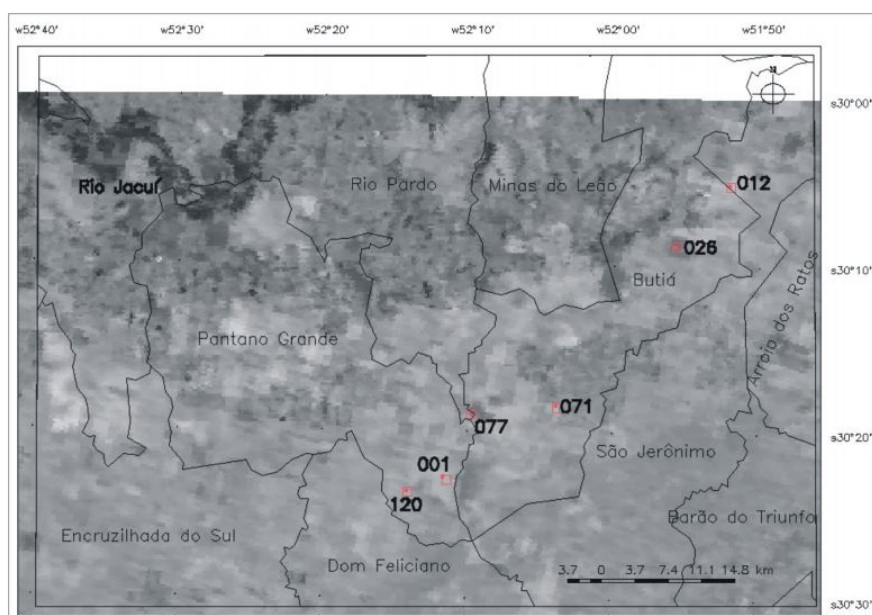 w52°40' w52°30' w52°20' w52°10' w52°00' w51°50'
N
s30°00'
Rio Jacuí Rio Pardo Minas do Leão 012
026
s30°10'
Butiá
Arroio dos Ratos
Pantano Grande
071
077
s30°20'
São Jerônimo
001
120
Barão do Triunfo
Encruzilhada do Sul
Dom Feliciano
3.7 0 3.7 7.4 11.1 14.8 km
s30°30'